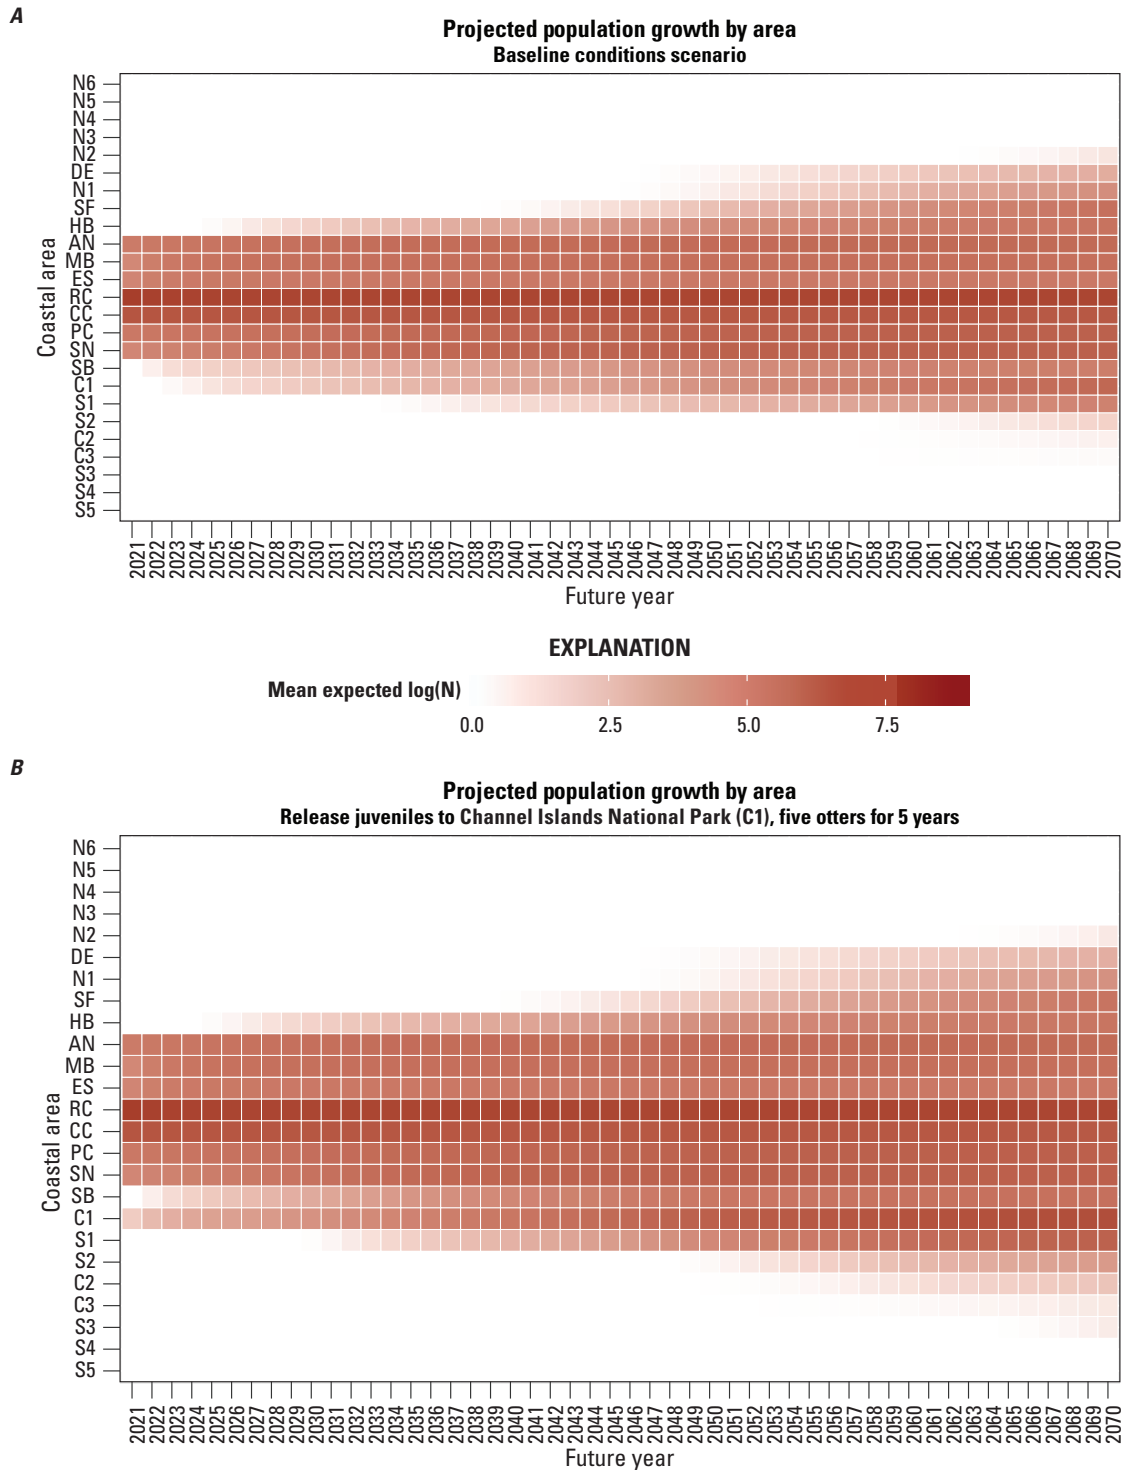 A
Projected population growth by area
Baseline conditions scenario
N6
N5
N4
N3
N2
DE
N1
SF
HB
AN
MB
ES
RC
CC
PC
SN
SB
C1
S1
S2
C2
C3
S3
S4
S5
Coastal area
2021 2022 2023 2024 2025 2026 2027 2028 2029 2030 2031 2032 2033 2034 2035 2036 2037 2038 2039 2040 2041 2042 2043 2044 2045 2046 2047 2048 2049 2050 2051 2052 2053 2054 2055 2056 2057 2058 2059 2060 2061 2062 2063 2064 2065 2066 2067 2068 2069 2070
Future year
EXPLANATION
Mean expected log(N)
0.0 2.5 5.0 7.5
B
Projected population growth by area
Release juveniles to Channel Islands National Park (C1), five otters for 5 years
N6
N5
N4
N3
N2
DE
N1
SF
HB
AN
MB
ES
RC
CC
PC
SN
SB
C1
S1
S2
C2
C3
S3
S4
S5
Coastal area
2021 2022 2023 2024 2025 2026 2027 2028 2029 2030 2031 2032 2033 2034 2035 2036 2037 2038 2039 2040 2041 2042 2043 2044 2045 2046 2047 2048 2049 2050 2051 2052 2053 2054 2055 2056 2057 2058 2059 2060 2061 2062 2063 2064 2065 2066 2067 2068 2069 2070
Future year